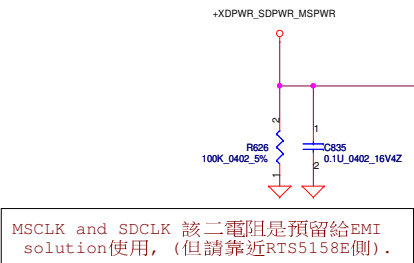 +XDPWR_SDPWR_MSPWR
2
1
R626
C835
100K_0402_5%
0.1U_0402_16V4Z
1
2
MSCLK and SDCLK 該二電阻是預留給EMI
solution使用, (但請靠近RTS5158E側).